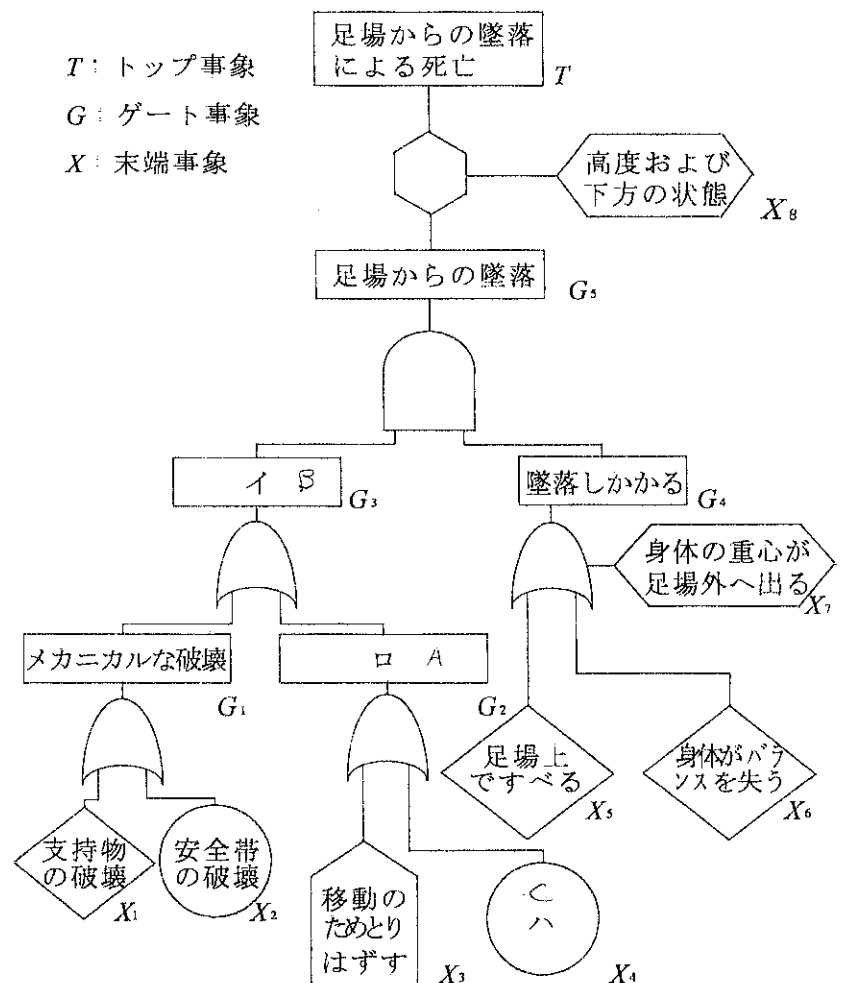 足場からの墜落
による死亡
T
T : トップ事象
G : ゲート事象
X : 末端事象
高度および
下方の状態
X8
足場からの墜落
G5
イ B
G3
墜落しかかる
G4
身体の重心が
足場外へ出る
X7
メカニカルな破壊
G1
ロ A
G2
支持物
の破壊
X1
安全帯
の破壊
X2
移動の
ためとり
はずす
X3
C
ハ
X4
足場上
ですべる
X5
身体がバラ
ンスを失う
X6